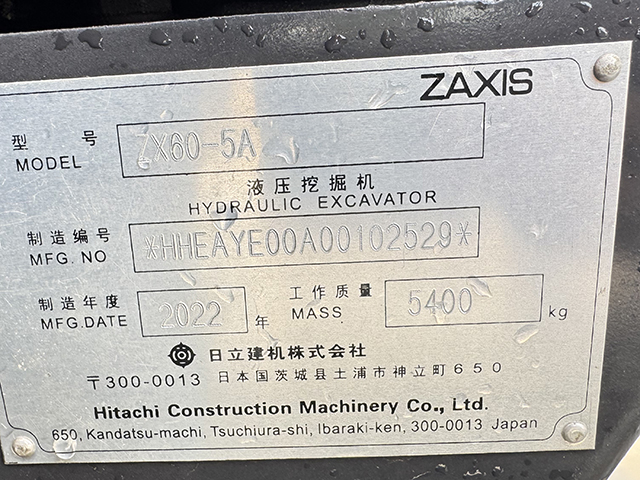 ZAXIS
型号 ZX60-5A
MODEL
液压挖掘机
HYDRAULIC EXCAVATOR
制造编号 *HHEAYE00A00102529*
MFG. NO
制造年度 2022 年 工作质量 5400 kg
MFG.DATE MASS
日立建机株式会社
〒300-0013 日本国茨城县土浦市神立町650
Hitachi Construction Machinery Co., Ltd.
650, Kandatsu-machi, Tsuchiura-shi, Ibaraki-ken, 300-0013 Japan